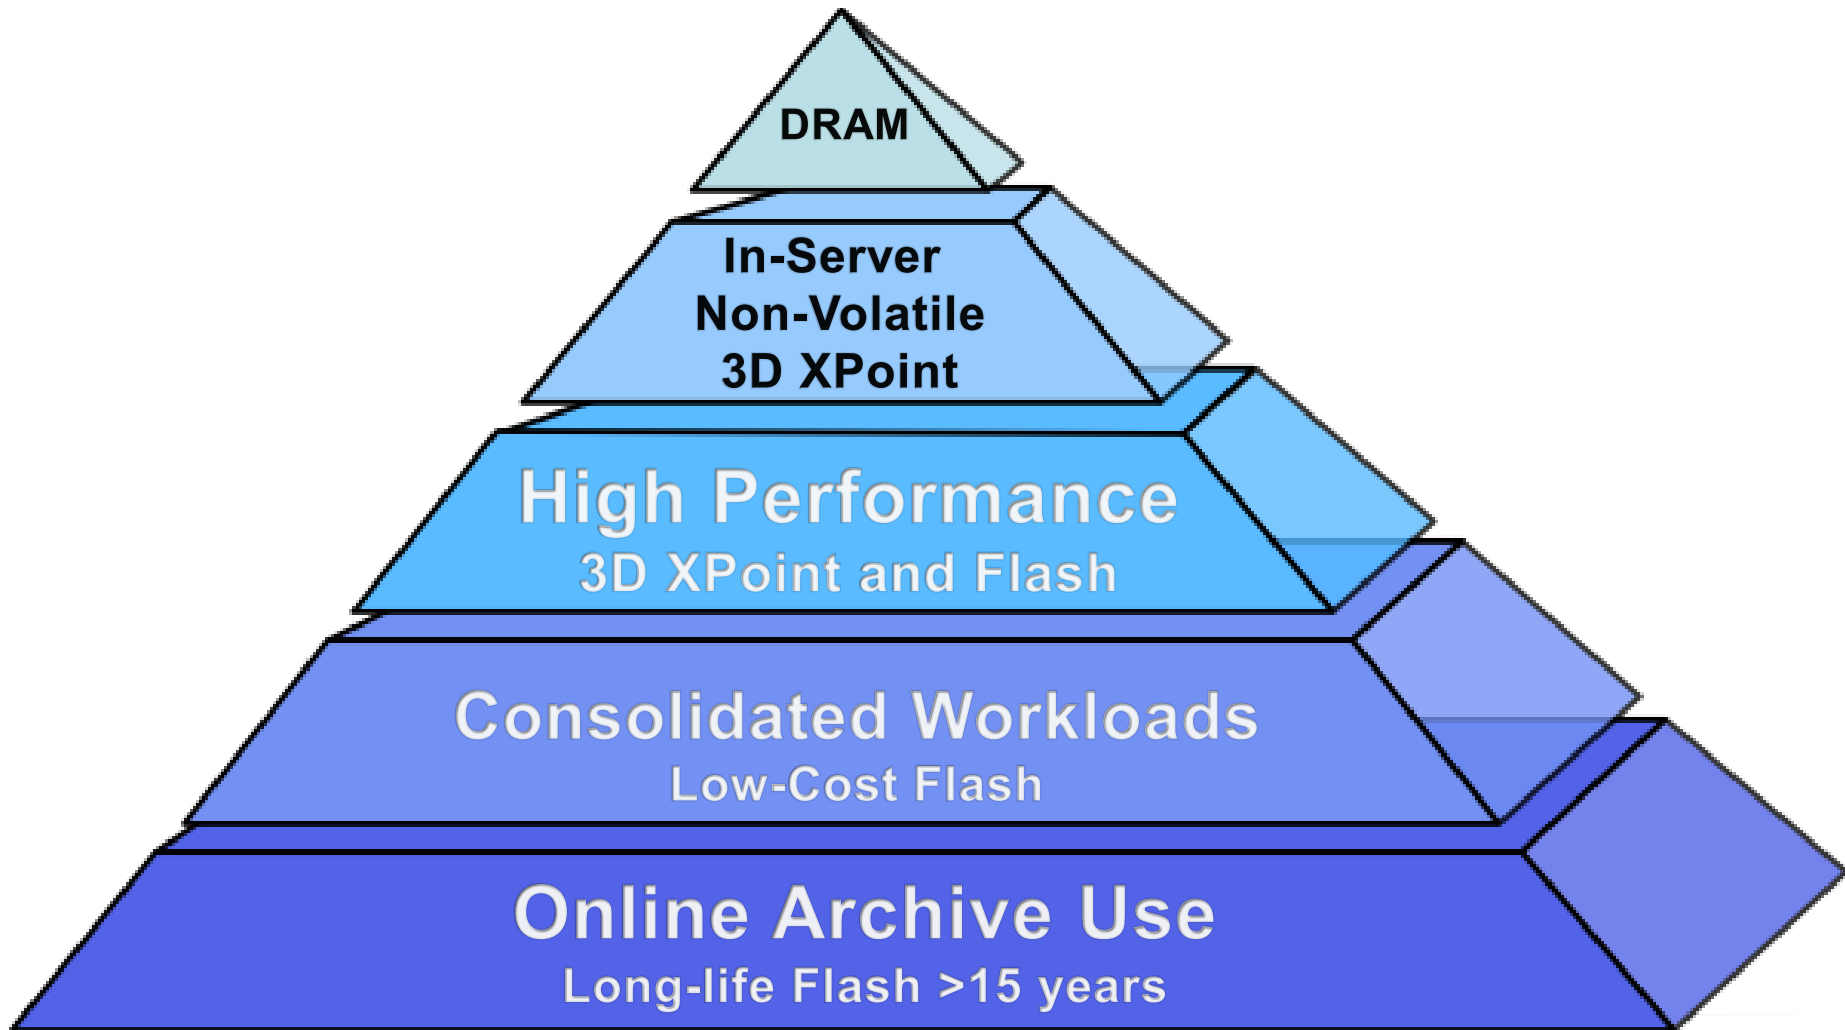 DRAM
In-Server
Non-Volatile
3D XPoint
High Performance
3D XPoint and Flash
Consolidated Workloads
Low-Cost Flash
Online Archive Use
Long-life Flash >15 years